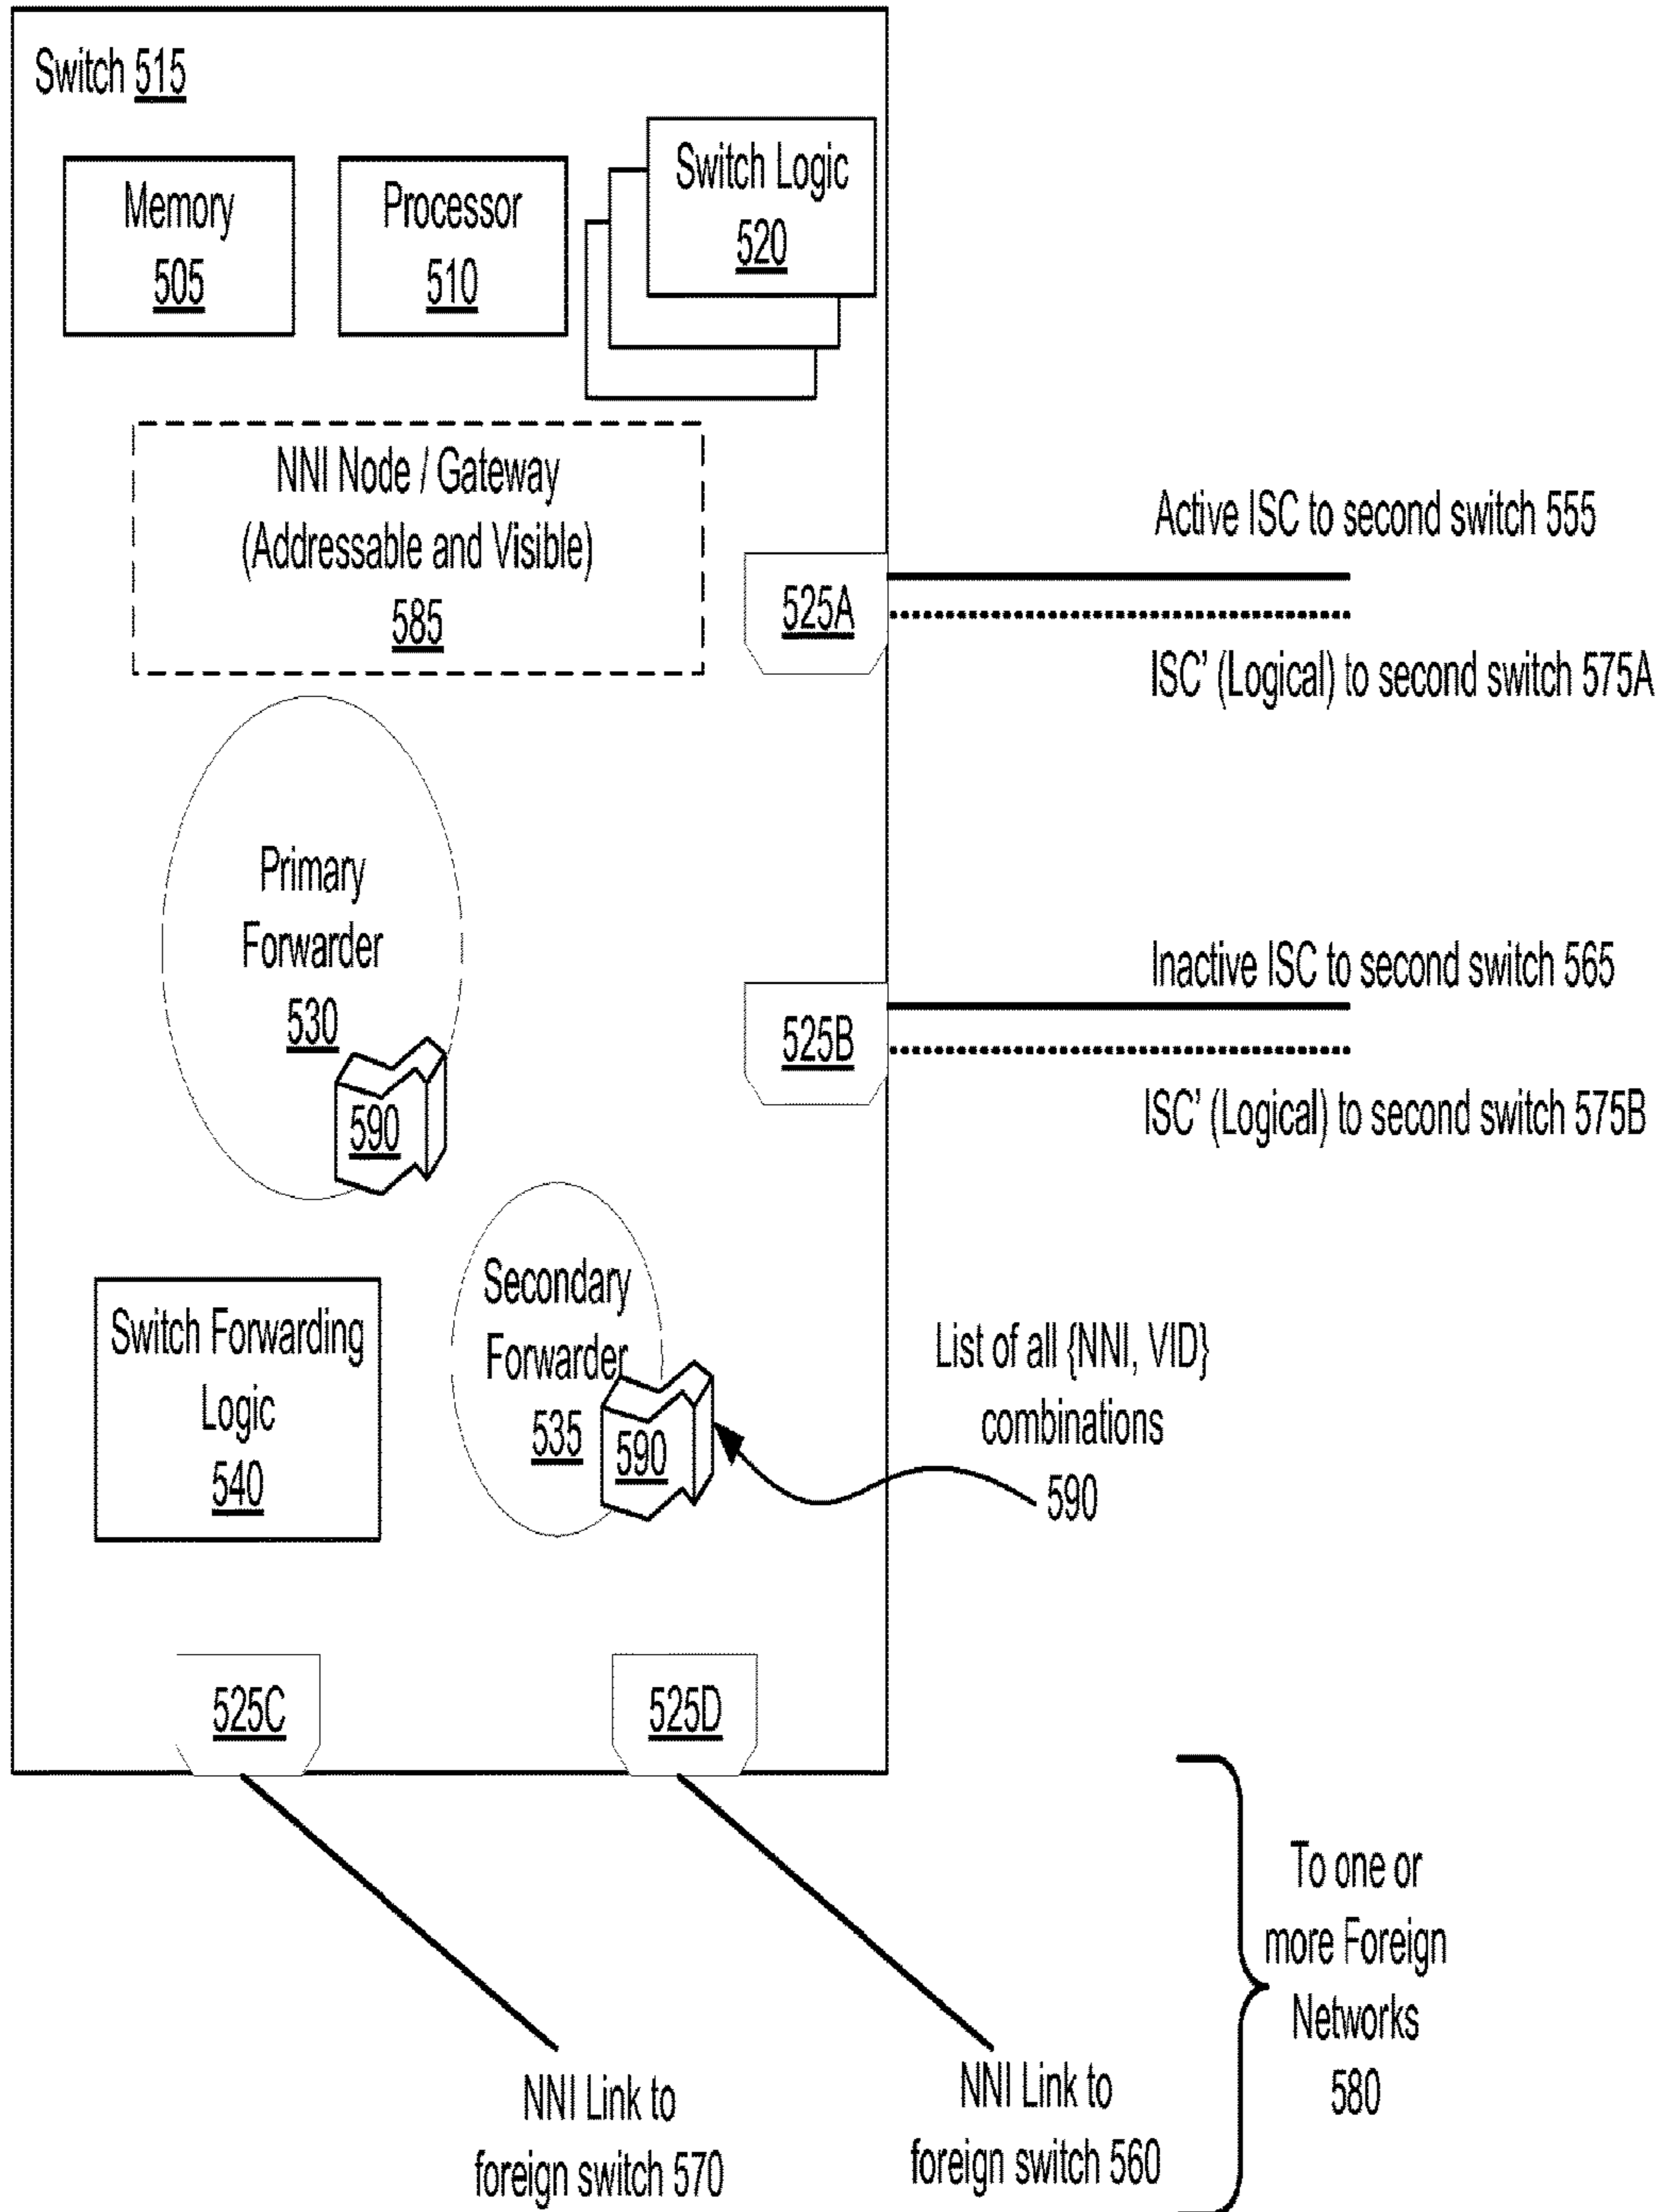 Switch 515
Memory
505
Processor
510
Switch Logic
520
NNI Node / Gateway
(Addressable and Visible)
585
525A
Active ISC to second switch 555
ISC' (Logical) to second switch 575A
Primary
Forwarder
530
590
525B
Inactive ISC to second switch 565
ISC' (Logical) to second switch 575B
Switch Forwarding
Logic
540
Secondary
Forwarder
535
590
List of all {NNI, VID}
combinations
590
525C
525D
NNI Link to
foreign switch 570
NNI Link to
foreign switch 560
To one or
more Foreign
Networks
580